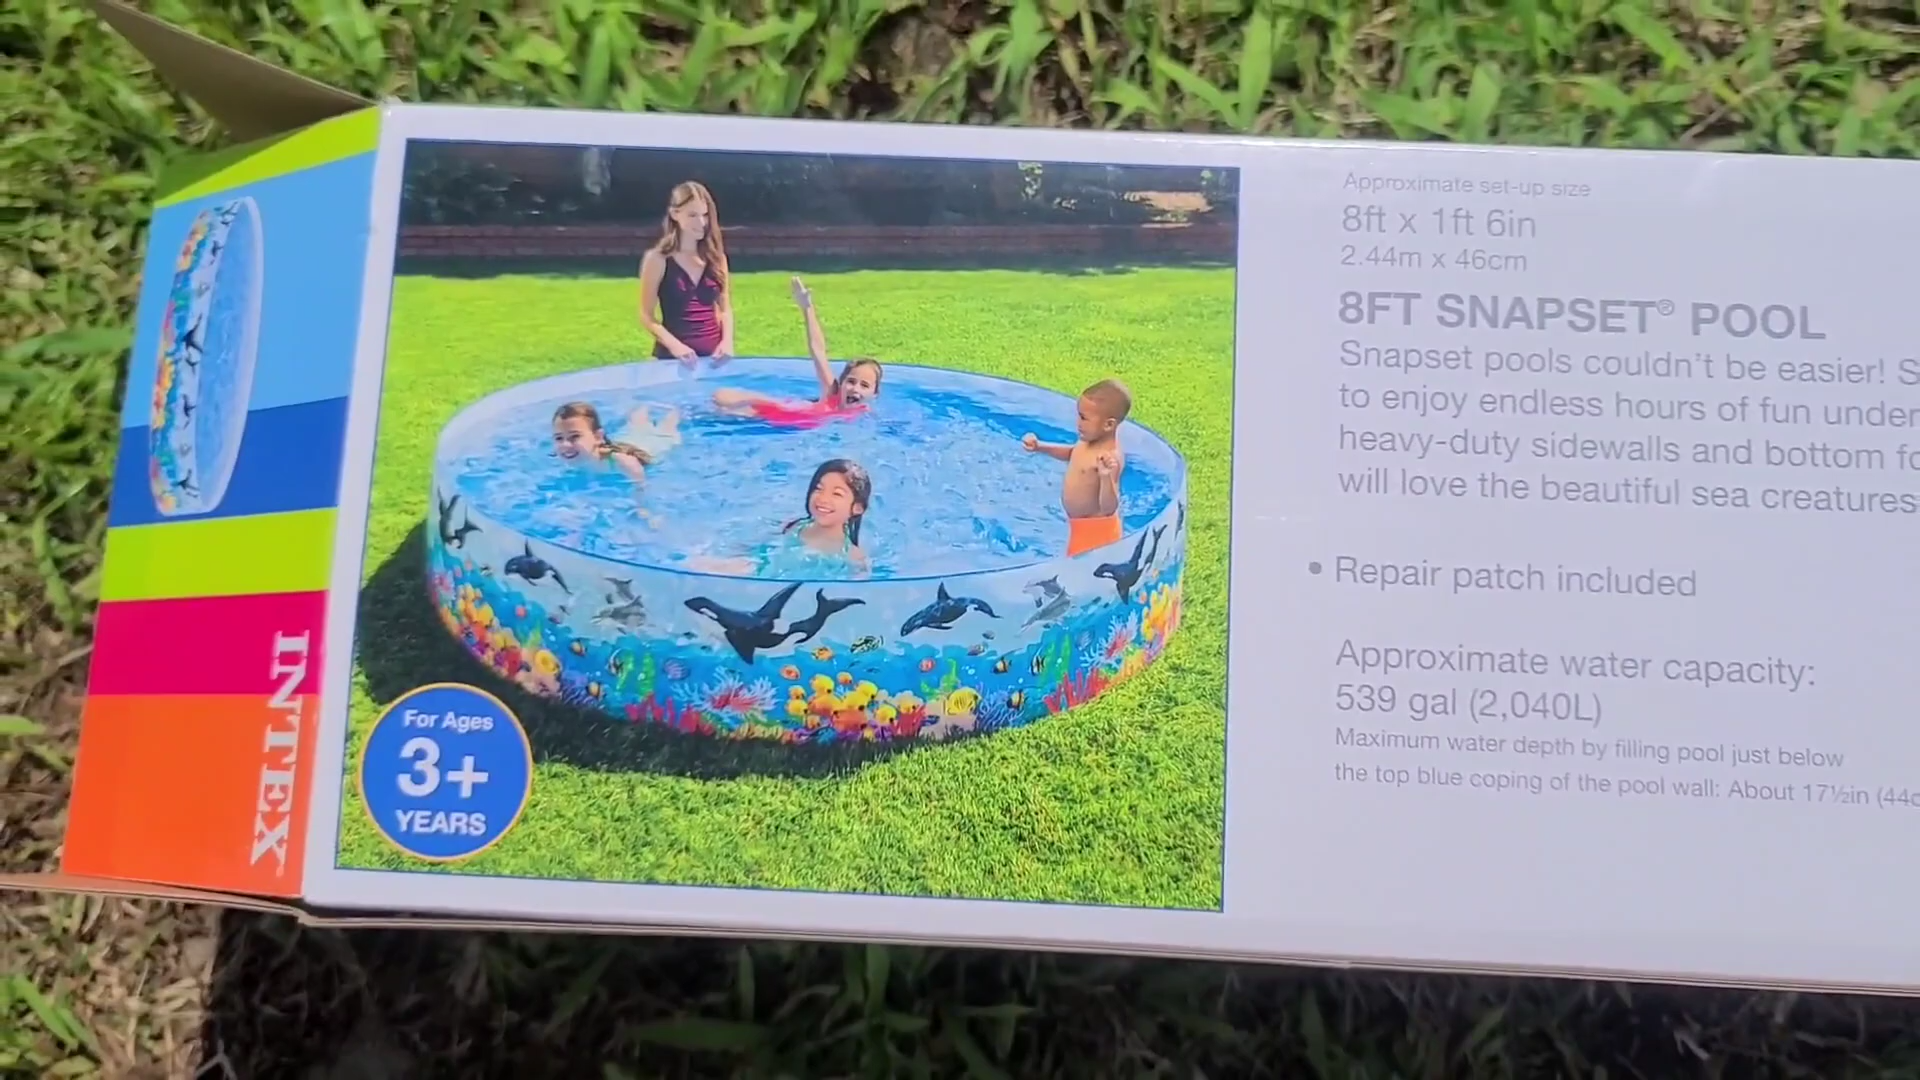 INTEX
For Ages
3+
YEARS
Approximate set-up size
8ft x 1ft 6in
2.44m x 46cm
8FT SNAPSET® POOL
Snapset pools couldn't be easier! S
to enjoy endless hours of fun under
heavy-duty sidewalls and bottom fo
will love the beautiful sea creatures
• Repair patch included
Approximate water capacity:
539 gal (2,040L)
Maximum water depth by filling pool just below
the top blue coping of the pool wall: About 17½in (44c